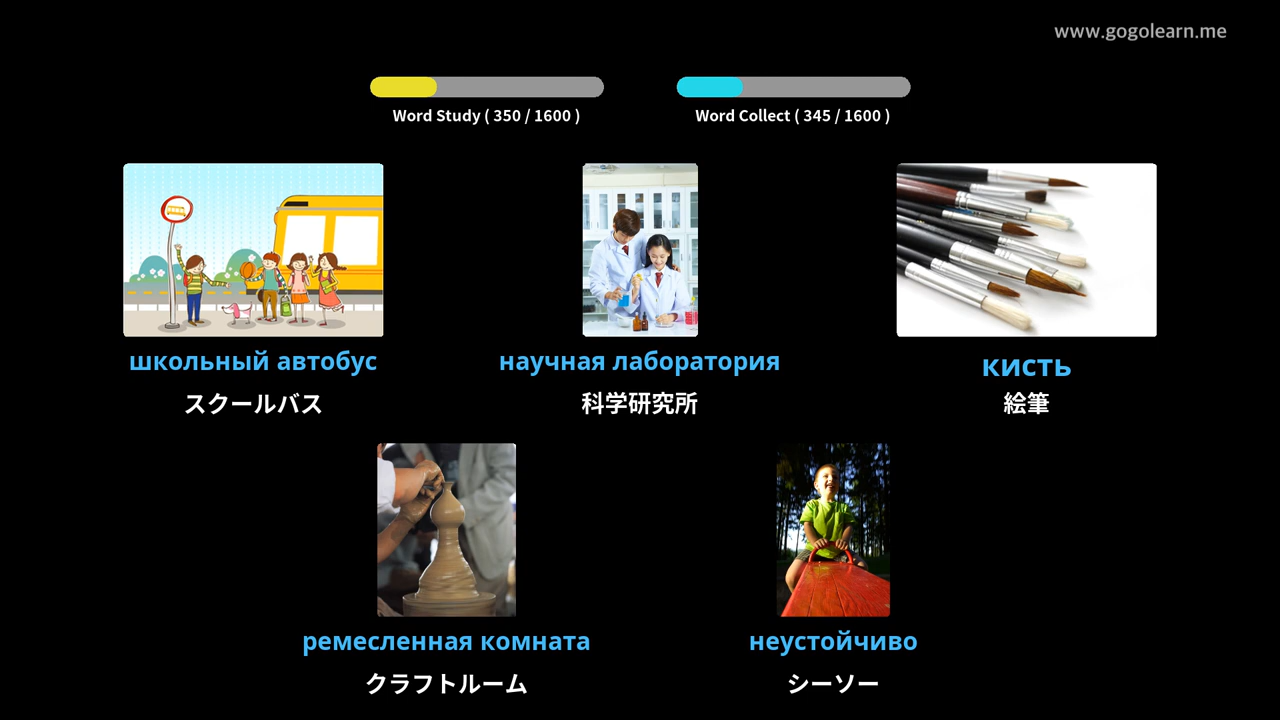 www.gogolearn.me
Word Study ( 350 / 1600 )
Word Collect ( 345 / 1600 )
школьный автобус
スクールバス
научная лаборатория
科学研究所
кисть
絵筆
ремесленная комната
クラフトルーム
неустойчиво
シーソー